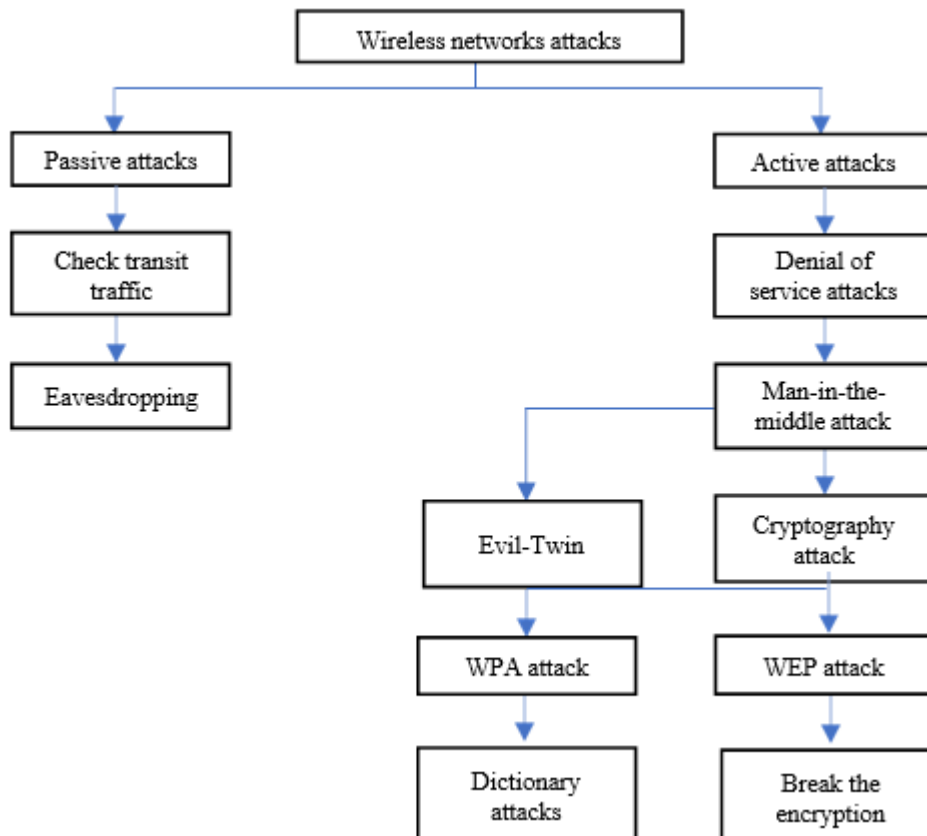 Wireless networks attacks
Passive attacks
Active attacks
Check transit
traffic
Denial of
service attacks
Eavesdropping
Man-in-the-
middle attack
Evil-Twin
Cryptography
attack
WPA attack
WEP attack
Dictionary
attacks
Break the
encryption